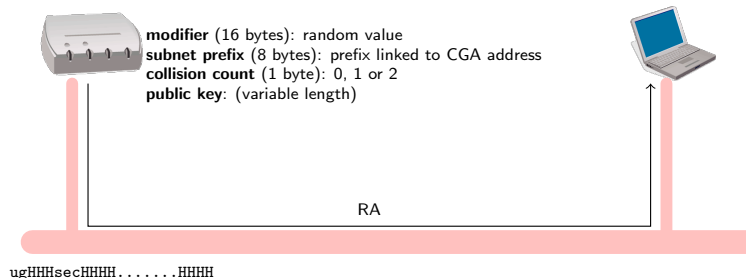 modifier (16 bytes): random value
subnet prefix (8 bytes): prefix linked to CGA address
collision count (1 byte): 0, 1 or 2
public key: (variable length)
RA
ugHHHsecHHHH.......HHHH